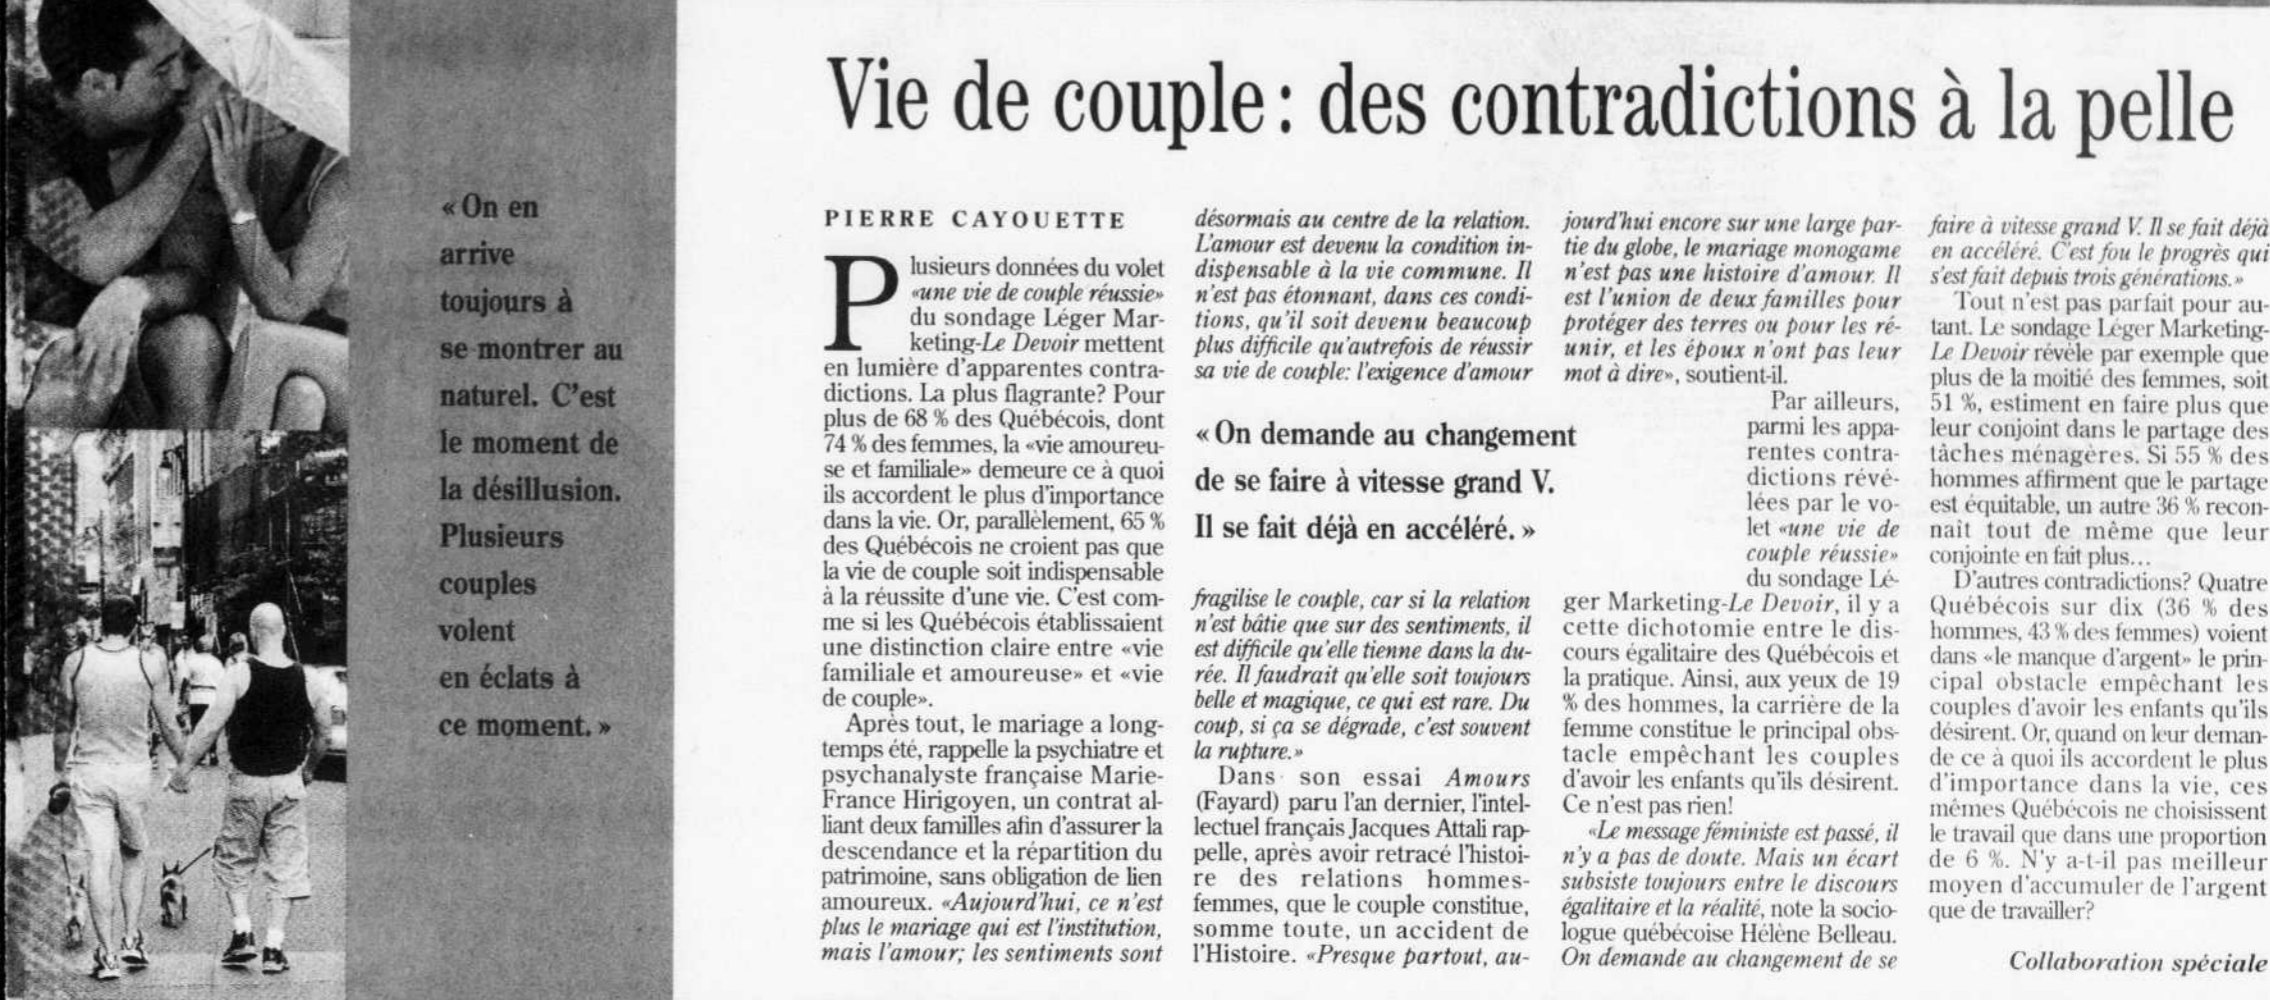 « On en
arrive
toujours à
se montrer au
naturel. C'est
le moment de
la désillusion.
Plusieurs
couples
volent
en éclats à
ce moment. »
Vie de couple : des contradictions à la pelle
PIERRE CAYOUETTE
Plusieurs données du volet
«une vie de couple réussie»
du sondage Léger Mar-
keting-Le Devoir mettent
en lumière d'apparentes contra-
dictions. La plus flagrante? Pour
plus de 68 % des Québécois, dont
74 % des femmes, la «vie amoureu-
se et familiale» demeure ce à quoi
ils accordent le plus d'importance
dans la vie. Or, parallèlement, 65 %
des Québécois ne croient pas que
la vie de couple soit indispensable
à la réussite d'une vie. C'est com-
me si les Québécois établissaient
une distinction claire entre «vie
familiale et amoureuse» et «vie
de couple».
Après tout, le mariage a long-
temps été, rappelle la psychiatre et
psychanalyste française Marie-
France Hirigoyen, un contrat al-
liant deux familles afin d'assurer la
descendance et la répartition du
patrimoine, sans obligation de lien
amoureux. «Aujourd'hui, ce n'est
plus le mariage qui est l'institution,
mais l'amour; les sentiments sont
désormais au centre de la relation.
L'amour est devenu la condition in-
dispensable à la vie commune. Il
n'est pas étonnant, dans ces condi-
tions, qu'il soit devenu beaucoup
plus difficile qu'autrefois de réussir
sa vie de couple: l'exigence d'amour
« On demande au changement
de se faire à vitesse grand V.
Il se fait déjà en accéléré. »
fragilise le couple, car si la relation
n'est bâtie que sur des sentiments, il
est difficile qu'elle tienne dans la du-
rée. Il faudrait qu'elle soit toujours
belle et magique, ce qui est rare. Du
coup, si ça se dégrade, c'est souvent
la rupture.»
Dans son essai Amours
(Fayard) paru l'an dernier, l'intel-
lectuel français Jacques Attali rap-
pelle, après avoir retracé l'histoi-
re des relations hommes-
femmes, que le couple constitue,
somme toute, un accident de
l'Histoire. «Presque partout, au-
jourd'hui encore sur une large par-
tie du globe, le mariage monogame
n'est pas une histoire d'amour. Il
est l'union de deux familles pour
protéger des terres ou pour les ré-
unir, et les époux n'ont pas leur
mot à dire», soutient-il.
Par ailleurs,
parmi les appa-
rentes contra-
dictions révé-
lées par le vo-
let «une vie de
couple réussie»
du sondage Lé-
ger Marketing-Le Devoir, il y a
cette dichotomie entre le dis-
cours égalitaire des Québécois et
la pratique. Ainsi, aux yeux de 19
% des hommes, la carrière de la
femme constitue le principal obs-
tacle empêchant les couples
d'avoir les enfants qu'ils désirent.
Ce n'est pas rien!
«Le message féministe est passé, il
n'y a pas de doute. Mais un écart
subsiste toujours entre le discours
égalitaire et la réalité, note la socio-
logue québécoise Hélène Belleau.
On demande au changement de se
faire à vitesse grand V. Il se fait déjà
en accéléré. C'est fou le progrès qui
s'est fait depuis trois générations.»
Tout n'est pas parfait pour au-
tant. Le sondage Léger Marketing-
Le Devoir révèle par exemple que
plus de la moitié des femmes, soit
51 %, estiment en faire plus que
leur conjoint dans le partage des
tâches ménagères. Si 55 % des
hommes affirment que le partage
est équitable, un autre 36 % recon-
naît tout de même que leur
conjointe en fait plus...
D'autres contradictions? Quatre
Québécois sur dix (36 % des
hommes, 43 % des femmes) voient
dans «le manque d'argent» le prin-
cipal obstacle empêchant les
couples d'avoir les enfants qu'ils
désirent. Or, quand on leur deman-
de ce à quoi ils accordent le plus
d'importance dans la vie, ces
mêmes Québécois ne choisissent
le travail que dans une proportion
de 6 %. N'y a-t-il pas meilleur
moyen d'accumuler de l'argent
que de travailler?
Collaboration spéciale